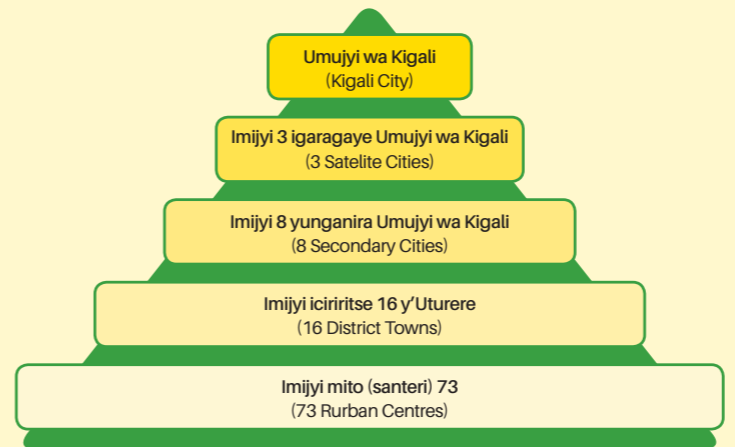 Umujyi wa Kigali
(Kigali City)
Imijyi 3 igaragaye Umujyi wa Kigali
(3 Satelite Cities)
Imijyi 8 yunganira Umujyi wa Kigali
(8 Secondary Cities)
Imijyi iciriritse 16 y’Uturere
(16 District Towns)
Imijyi mito (santeri) 73
(73 Rurban Centres)